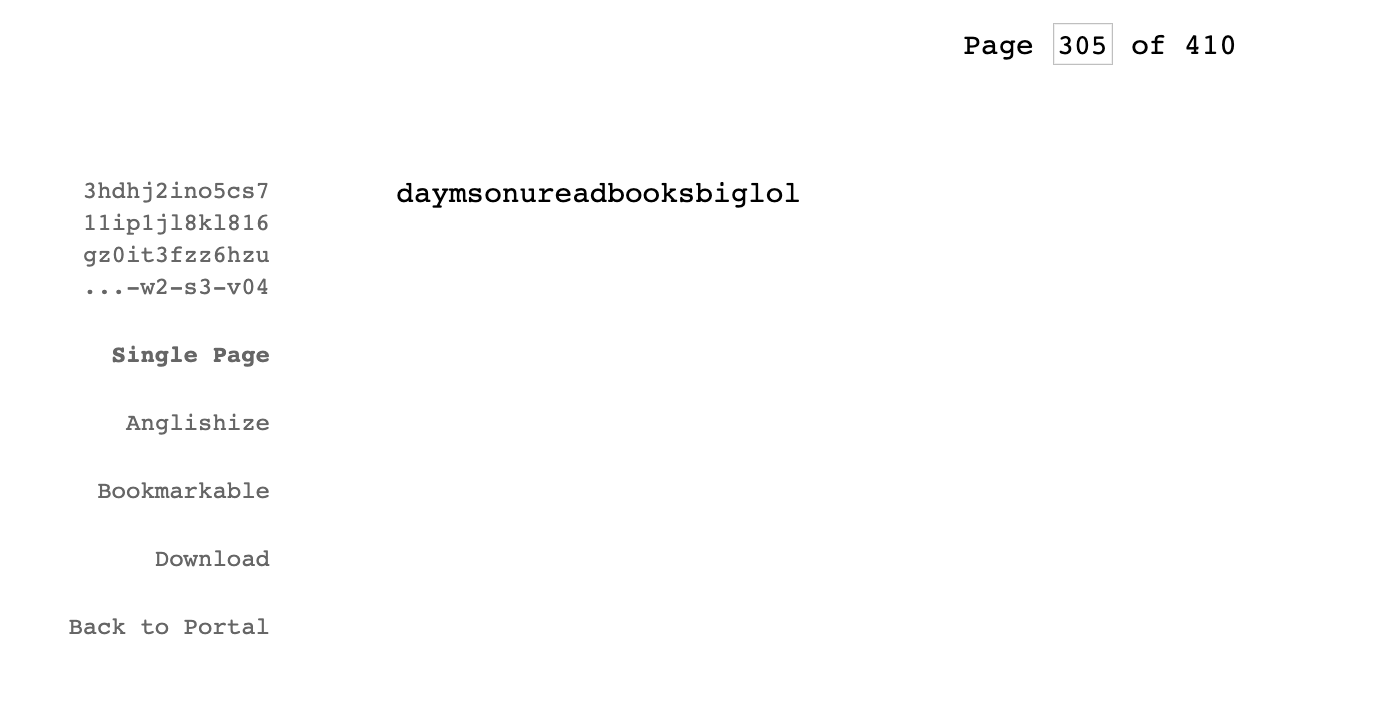 Page 305 of 410
3hdhj2ino5cs7
11ip1jl8kl816
gz0it3fzz6hzu
...-w2-s3-v04
Single Page
Anglishize
Bookmarkable
Download
Back to Portal
daymsonureadbooksbiglol